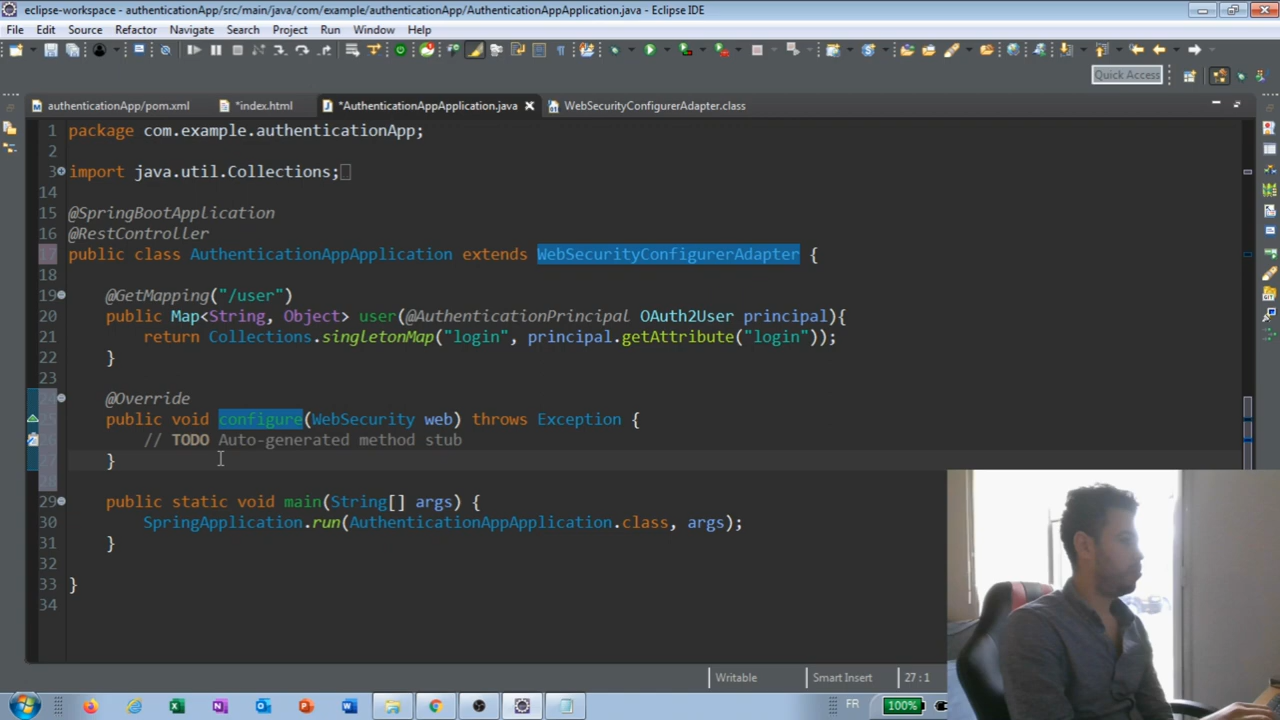 eclipse-workspace - authenticationApp/src/main/java/com/example/authenticationApp/AuthenticationAppApplication.java - Eclipse IDE
File Edit Source Refactor Navigate Search Project Run Window Help
Quick Access
authenticationApp/pom.xml *index.html *AuthenticationAppApplication.java WebSecurityConfigurerAdapter.class
1 package com.example.authenticationApp;
2
3 import java.util.Collections;
14
15 @SpringBootApplication
16 @RestController
17 public class AuthenticationAppApplication extends WebSecurityConfigurerAdapter {
18
19 @GetMapping("/user")
20 public Map<String, Object> user(@AuthenticationPrincipal OAuth2User principal){
21 return Collections.singletonMap("login", principal.getAttribute("login"));
22 }
23
24 @Override
25 public void configure(WebSecurity web) throws Exception {
26 // TODO Auto-generated method stub
27 }
28
29 public static void main(String[] args) {
30 SpringApplication.run(AuthenticationAppApplication.class, args);
31 }
32
33 }
34
Writable Smart Insert 27 : 1
FR 100%